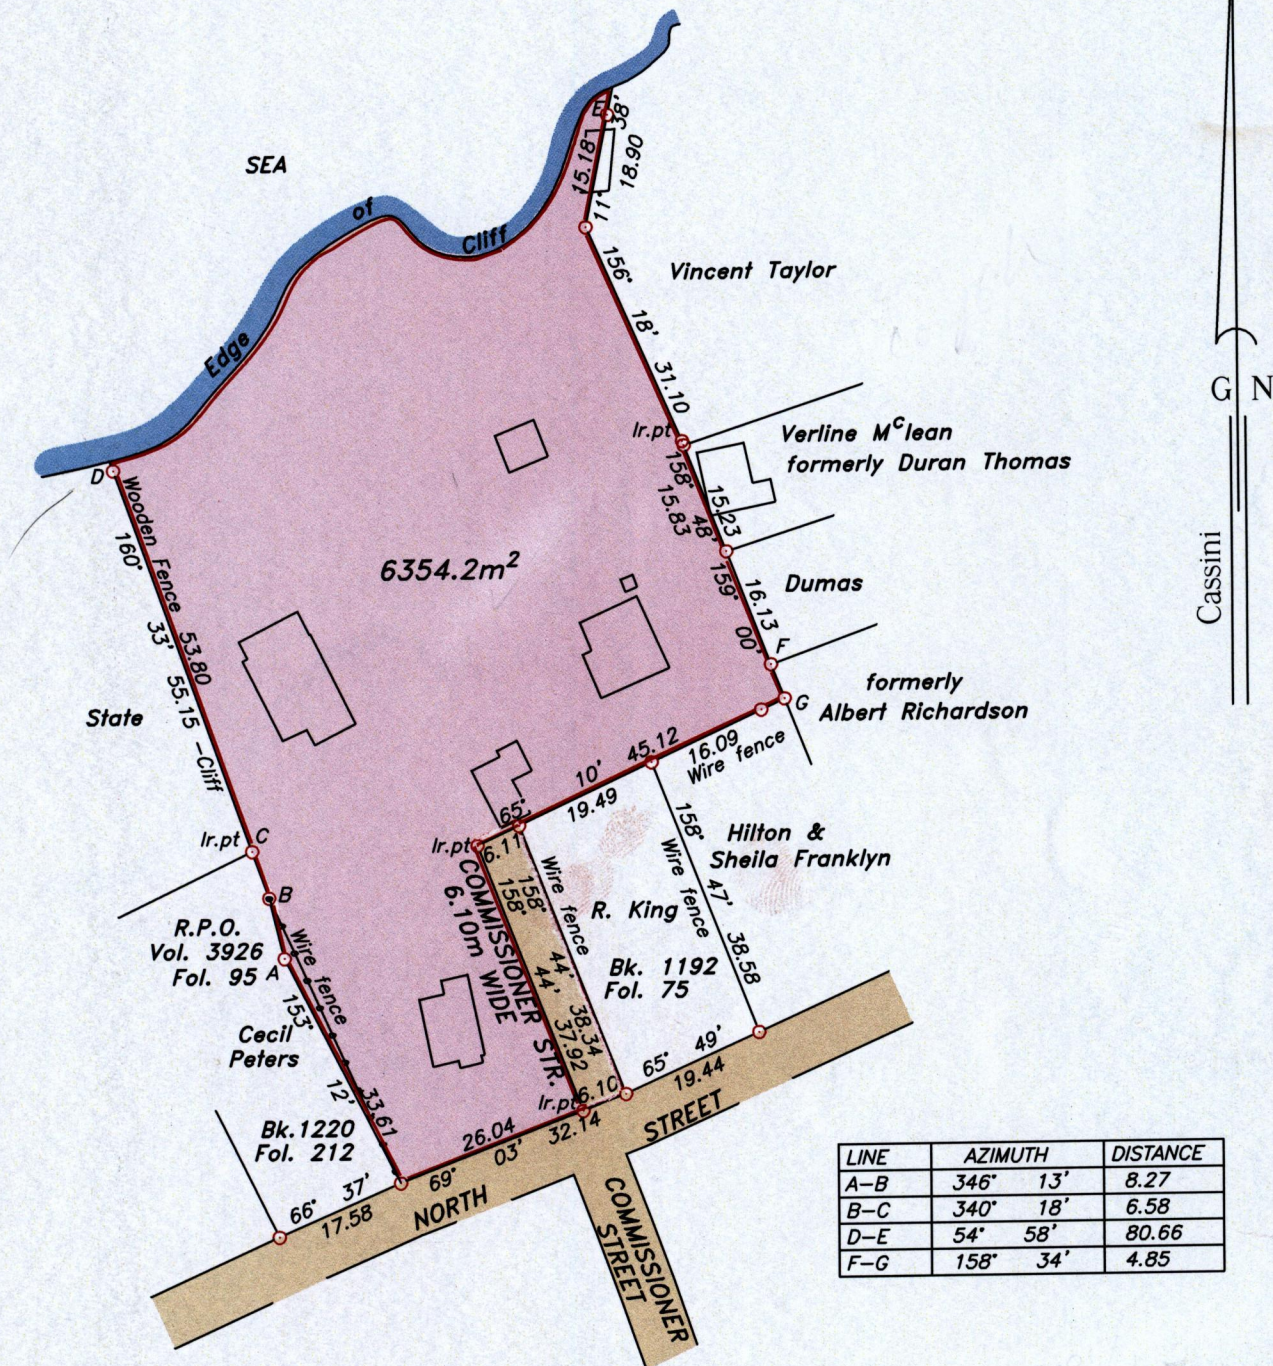 SEA
Edge of Cliff
E
38'
15.18
18.90
11°
156° 18' 31.10
Vincent Taylor
Ir.pt
Verline Mᶜlean
formerly Duran Thomas
158° 48'
15.83
15.23
Dumas
159° 00'
16.13
F
G
formerly
Albert Richardson
D
Wooden Fence 53.80
160° 33' 55.15 -Cliff
6354.2m²
State
G N
Cassini
65° 10' 45.12
16.09
Wire fence
19.49
6.11
Ir.pt
Ir.pt C
B
A
R.P.O.
Vol. 3926
Fol. 95
Wire fence
153° 12' 33.61
Cecil
Peters
Bk.1220
Fol. 212
COMMISSIONER STR.
6.10m WIDE
158° 44' 37.92
158° 44' 38.34
Wire fence
R. King
Bk. 1192
Fol. 75
Wire fence
158° 47' 38.58
Hilton &
Sheila Franklyn
65° 49'
19.44
6.10
Ir.pt
26.04
69° 03' 32.14
66° 37'
17.58
NORTH STREET
COMMISSIONER
STREET
LINE AZIMUTH DISTANCE
A-B 346° 13' 8.27
B-C 340° 18' 6.58
D-E 54° 58' 80.66
F-G 158° 34' 4.85